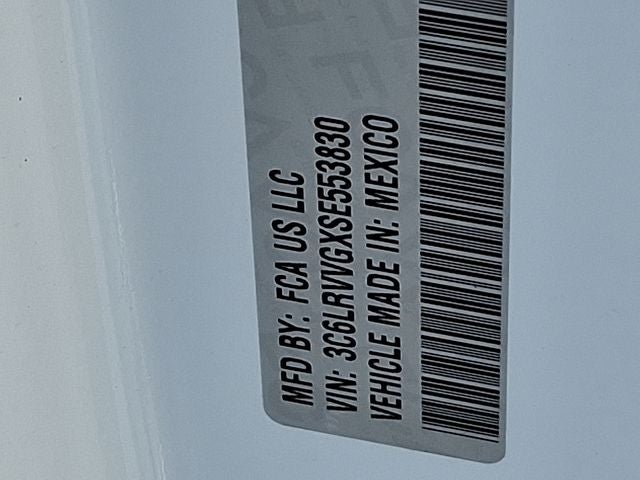 MFD BY: FCA US LLC
VIN: 3C6LRVVGXSE553830
VEHICLE MADE IN: MEXICO